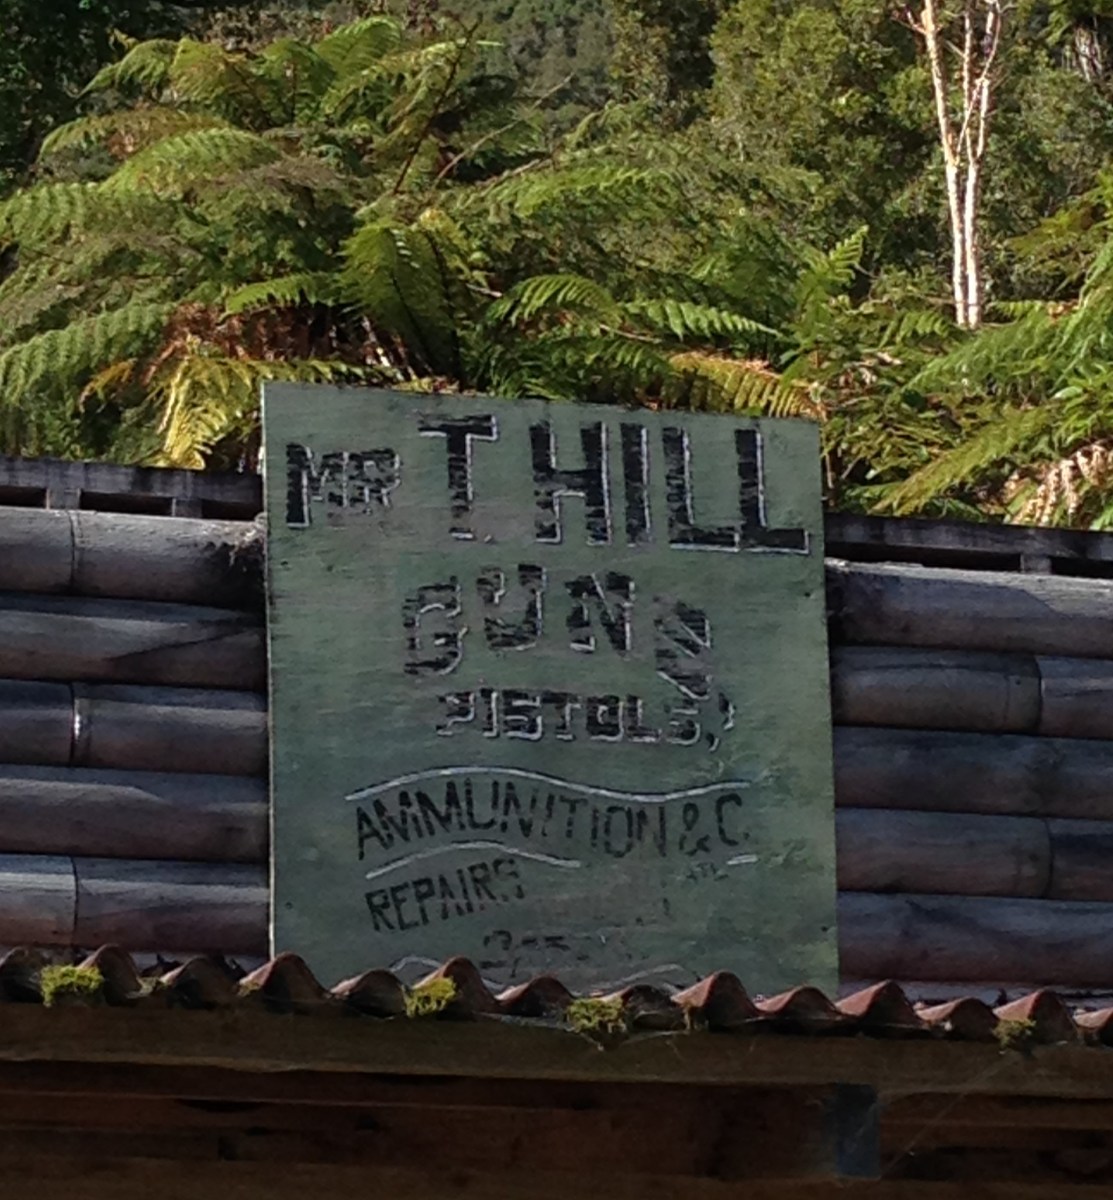 MR T. HILL
GUNS
PISTOLS,
AMMUNITION & C.
REPAIRS